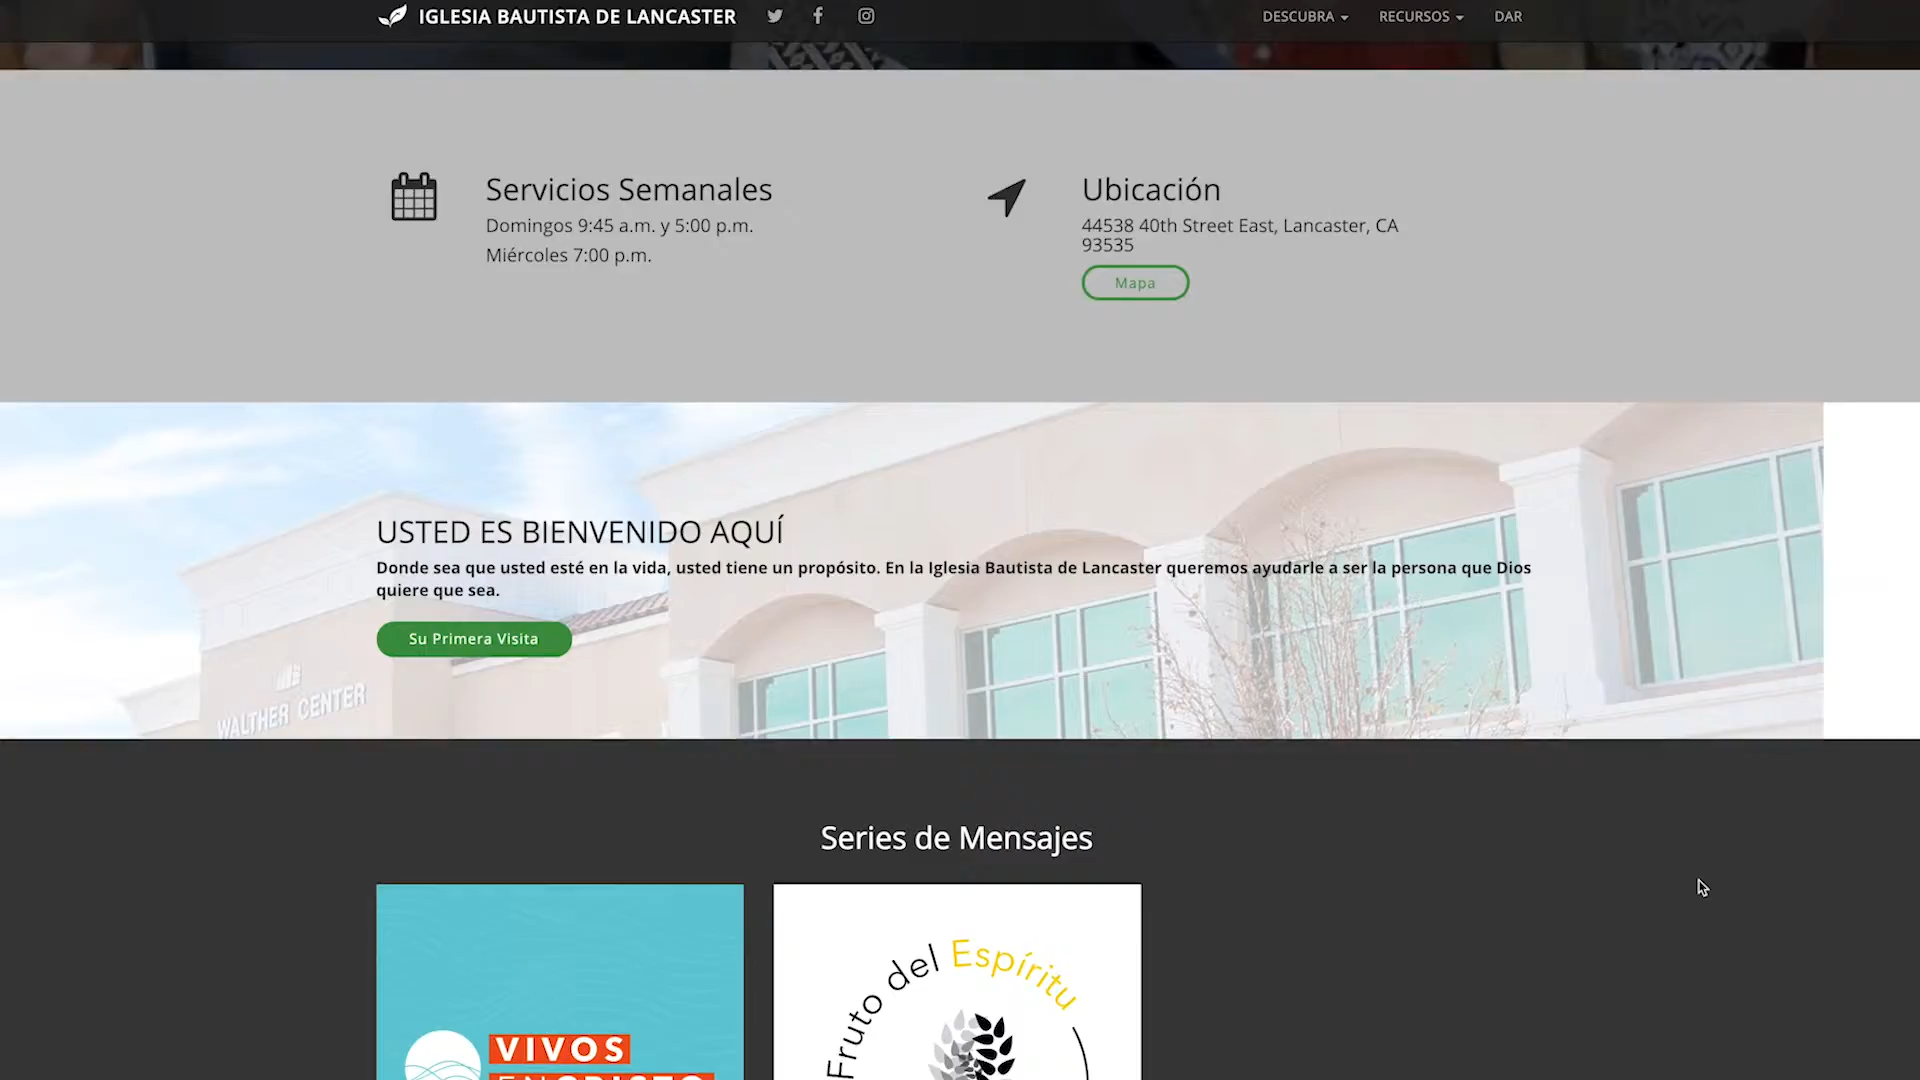 IGLESIA BAUTISTA DE LANCASTER
DESCUBRA
RECURSOS
DAR
Servicios Semanales
Domingos 9:45 a.m. y 5:00 p.m.
Miércoles 7:00 p.m.
Ubicación
44538 40th Street East, Lancaster, CA
93535
Mapa
USTED ES BIENVENIDO AQUÍ
Donde sea que usted esté en la vida, usted tiene un propósito. En la Iglesia Bautista de Lancaster queremos ayudarle a ser la persona que Dios
quiere que sea.
Su Primera Visita
WALTHER CENTER
Series de Mensajes
VIVOS
EN CRISTO
Fruto del Espíritu